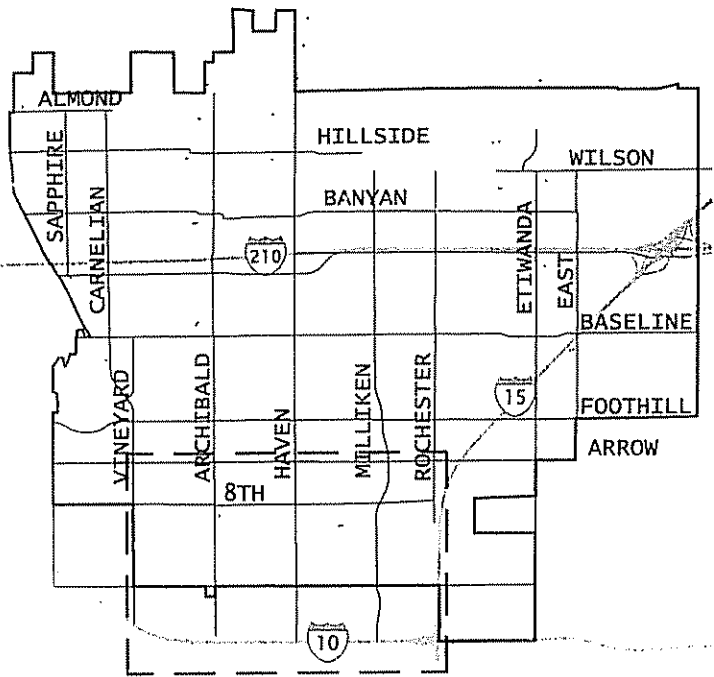 ALMOND
HILLSIDE
WILSON
SAPPHIRE
BANYAN
CARNELIAN
210
ETIWANDA
EAST
BASELINE
VINEYARD
ARCHIBALD
HAVEN
MILLIKEN
ROCHESTER
15
FOOTHILL
ARROW
8TH
10